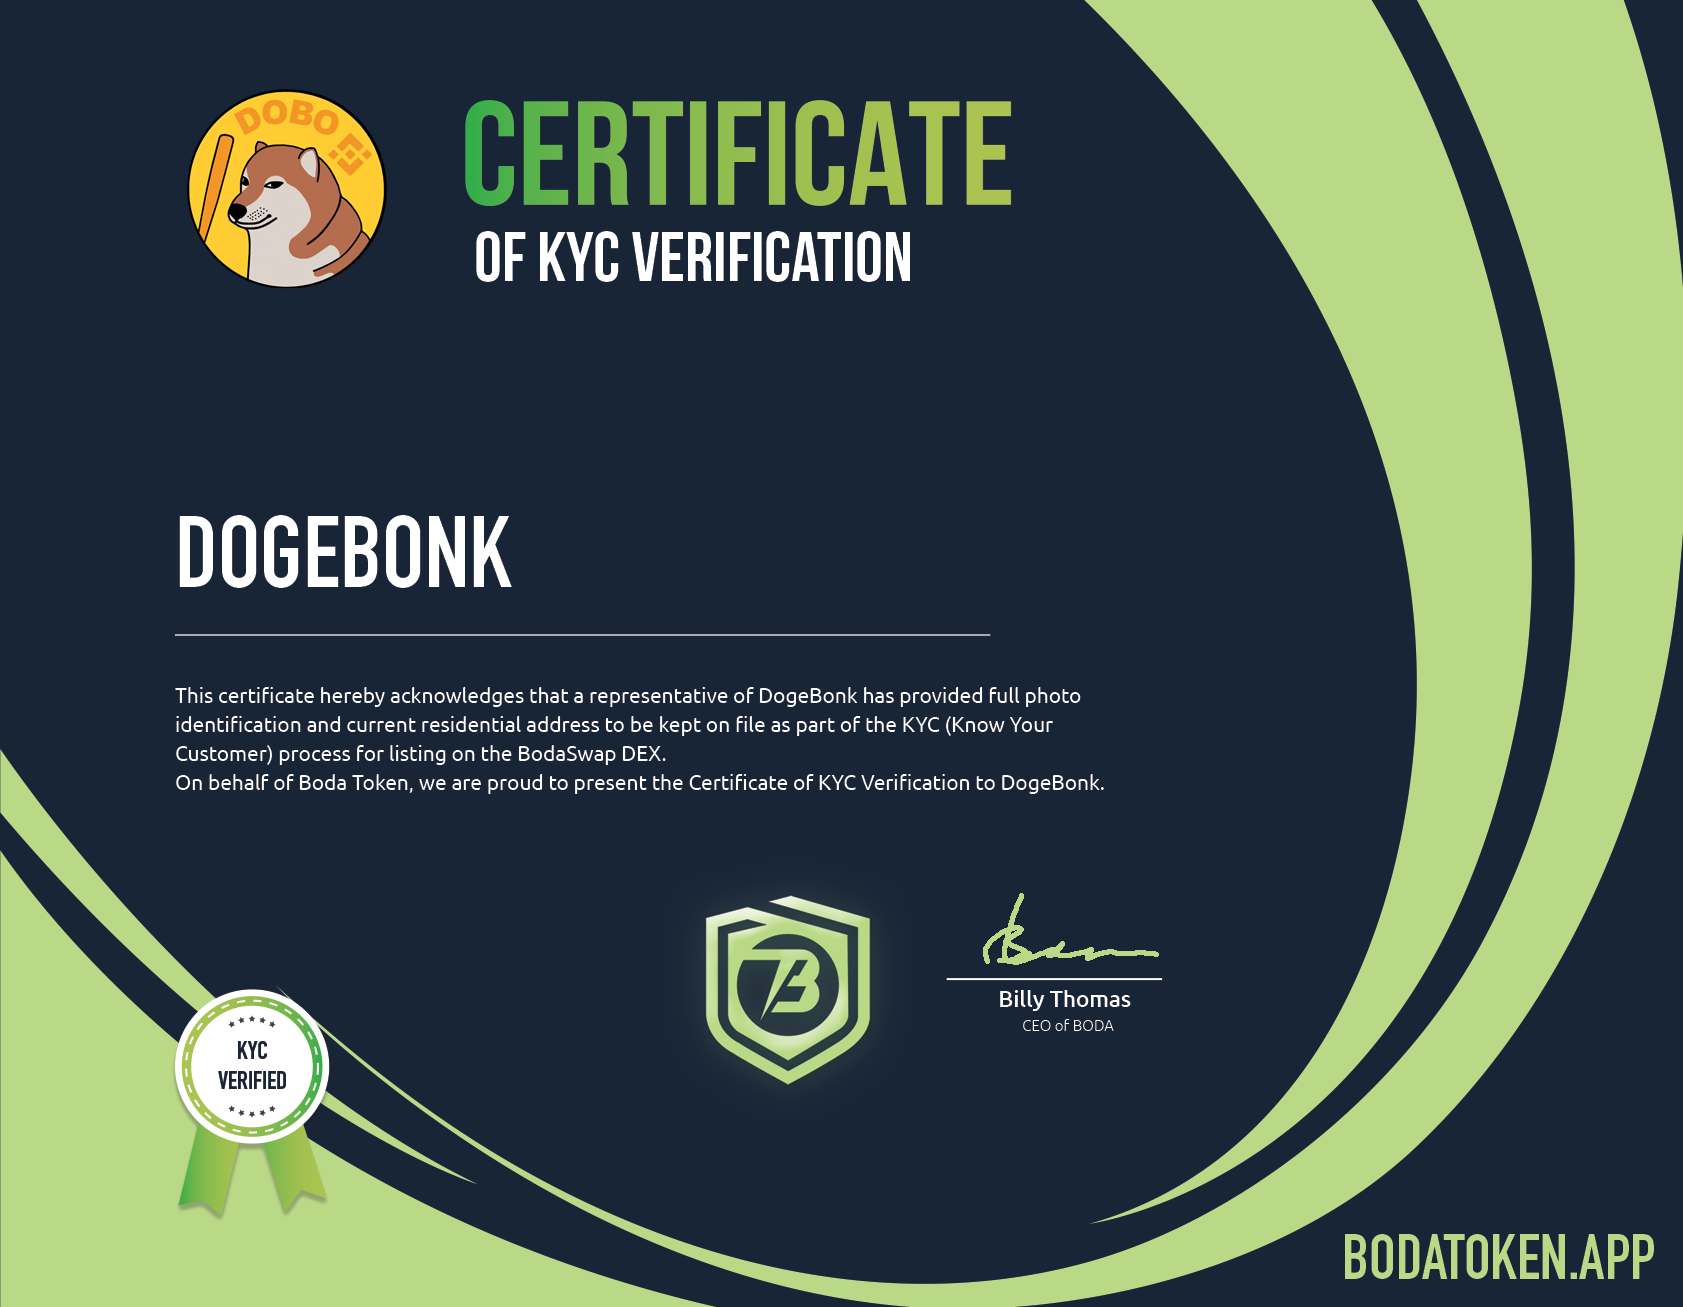 DOBO
CERTIFICATE
OF KYC VERIFICATION
DOGEBONK
This certificate hereby acknowledges that a representative of DogeBonk has provided full photo
identification and current residential address to be kept on file as part of the KYC (Know Your
Customer) process for listing on the BodaSwap DEX.
On behalf of Boda Token, we are proud to present the Certificate of KYC Verification to DogeBonk.
Billy Thomas
CEO of BODA
KYC
VERIFIED
BODATOKEN.APP